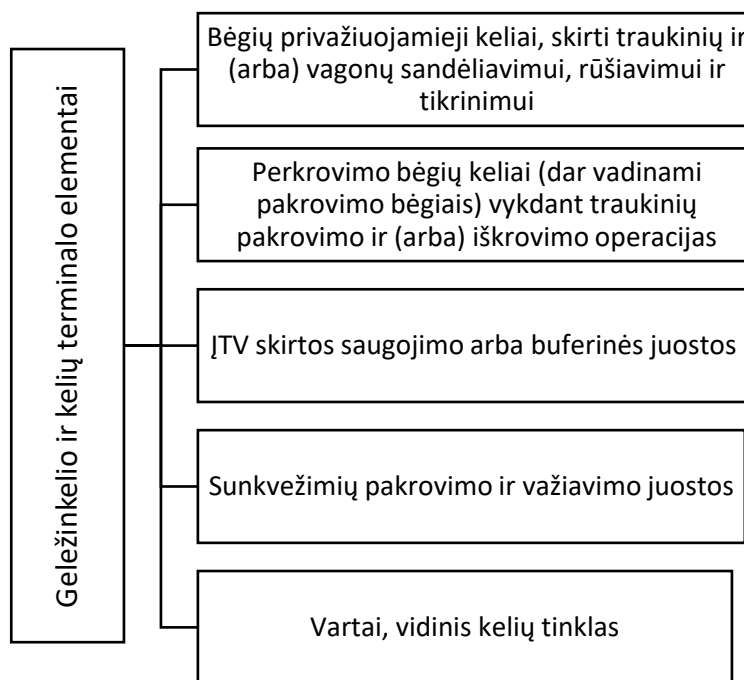 Geležinkelio ir kelių terminalo elementai
Bėgių privažiuojamieji keliai, skirti traukinių ir
(arba) vagonų sandėliavimui, rūšiavimui ir
tikrinimui
Perkrovimo bėgių keliai (dar vadinami
pakrovimo bėgiais) vykdant traukinių
pakrovimo ir (arba) iškrovimo operacijas
ĮTV skirtos saugojimo arba buferinės juostos
Sunkvežimių pakrovimo ir važiavimo juostos
Vartai, vidinis kelių tinklas